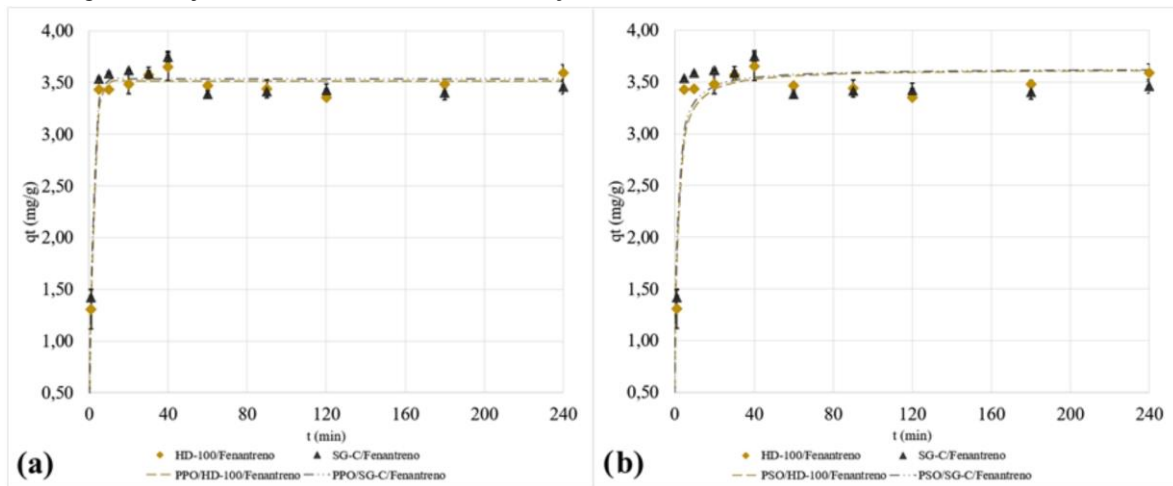 4,00
3,50
3,00
2,50
2,00
1,50
1,00
0,50
qt (mg/g)
0 40 80 120 160 200 240
t (min)
HD-100/Fenantreno SG-C/Fenantreno
PPO/HD-100/Fenantreno PPO/SG-C/Fenantreno
(a)
4,00
3,50
3,00
2,50
2,00
1,50
1,00
0,50
qt (mg/g)
0 40 80 120 160 200 240
t (min)
HD-100/Fenantreno SG-C/Fenantreno
PSO/HD-100/Fenantreno PSO/SG-C/Fenantreno
(b)